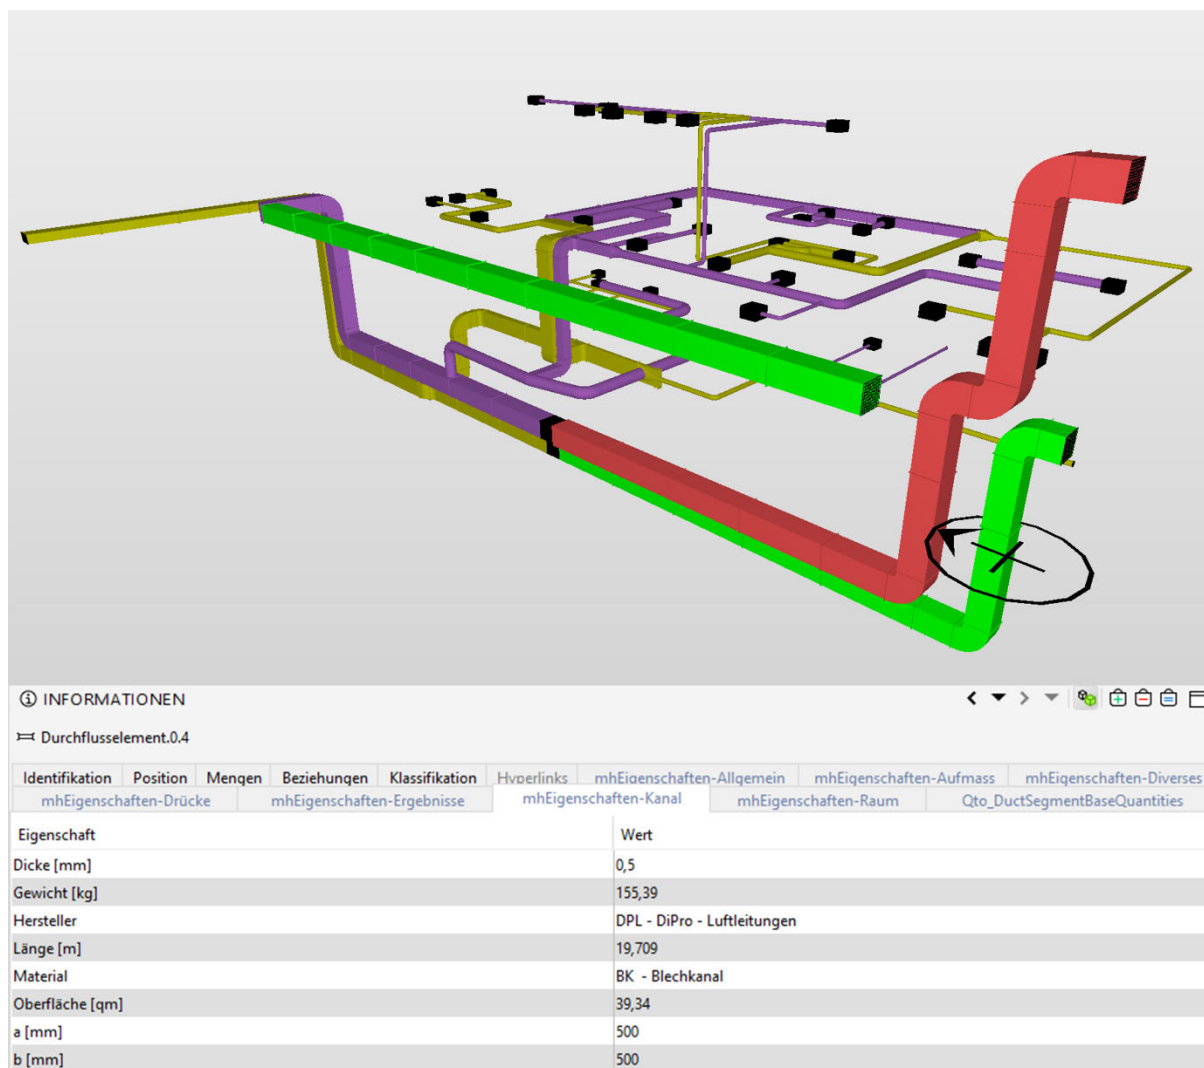 INFORMATIONEN
Durchflusselement.0.4
Identifikation Position Mengen Beziehungen Klassifikation Hyperlinks mhEigenschaften-Allgemein mhEigenschaften-Aufmass mhEigenschaften-Diverses
mhEigenschaften-Drücke mhEigenschaften-Ergebnisse mhEigenschaften-Kanal mhEigenschaften-Raum Qto_DuctSegmentBaseQuantities
Eigenschaft Wert
Dicke [mm] 0,5
Gewicht [kg] 155,39
Hersteller DPL - DiPro - Luftleitungen
Länge [m] 19,709
Material BK - Blechkanal
Oberfläche [qm] 39,34
a [mm] 500
b [mm] 500